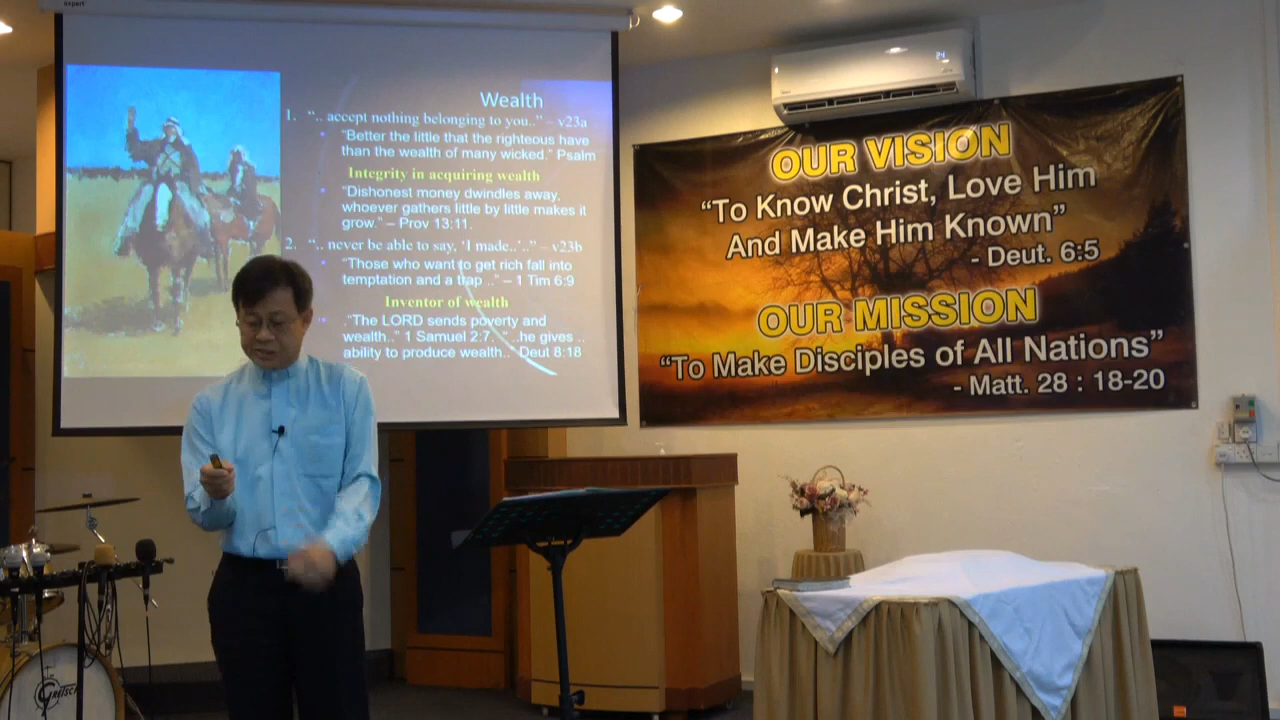 expert
Wealth
1. ".. accept nothing belonging to you.." – v23a
"Better the little that the righteous have
than the wealth of many wicked." Psalm
Integrity in acquiring wealth
"Dishonest money dwindles away,
whoever gathers little by little makes it
grow." – Prov 13:11.
2. ".. never be able to say, 'I made..'.." – v23b
"Those who want to get rich fall into
temptation and a trap .." – 1 Tim 6:9
Inventor of wealth
."The LORD sends poverty and
wealth.." 1 Samuel 2:7. " ..he gives ..
ability to produce wealth.." Deut 8:18
OUR VISION
"To Know Christ, Love Him
And Make Him Known"
- Deut. 6:5
OUR MISSION
"To Make Disciples of All Nations"
- Matt. 28 : 18-20
24
GRETSCH